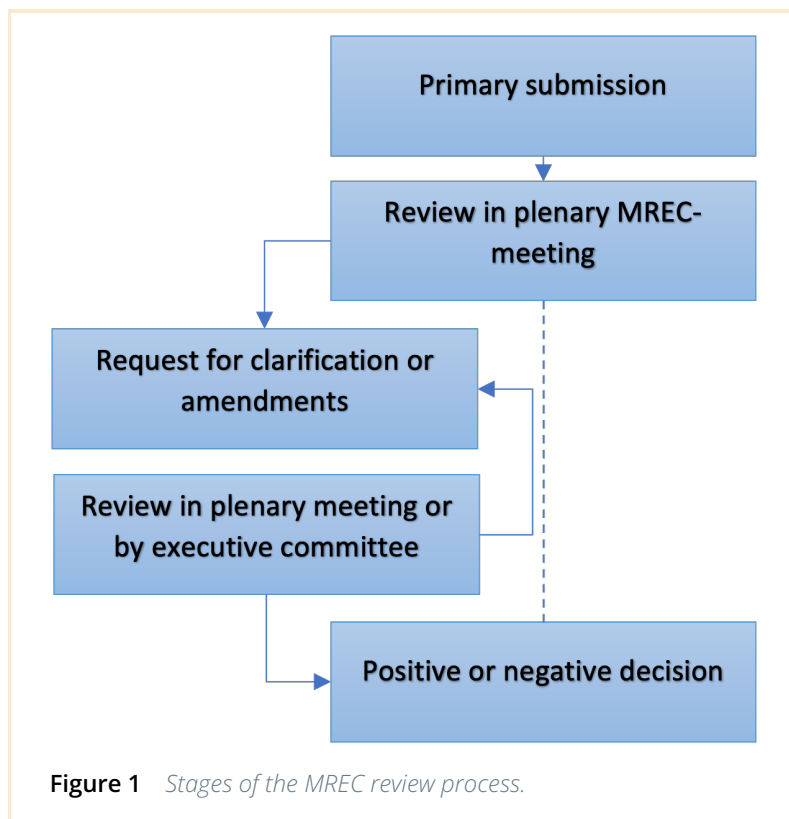 Primary submission
Review in plenary MREC-
meeting
Request for clarification or
amendments
Review in plenary meeting or
by executive committee
Positive or negative decision
Figure 1 Stages of the MREC review process.